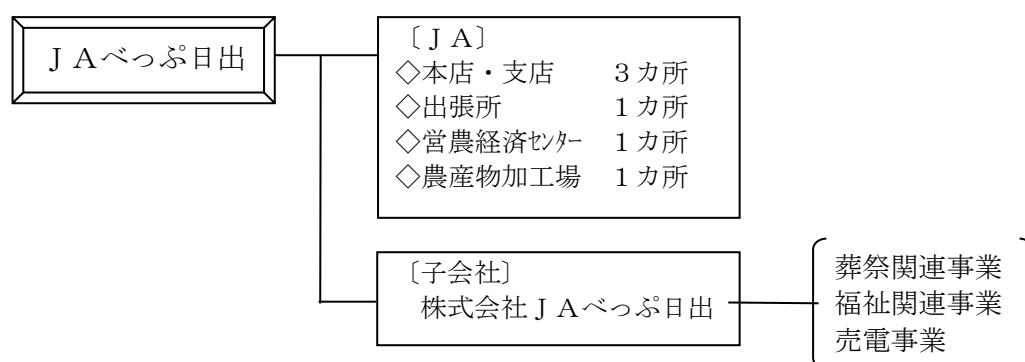 ＪＡべっぷ日出
〔ＪＡ〕
◇本店・支店　　３カ所
◇出張所　　　　１カ所
◇営農経済ｾﾝﾀｰ　１カ所
◇農産物加工場　１カ所
〔子会社〕
株式会社ＪＡべっぷ日出
葬祭関連事業
福祉関連事業
売電事業